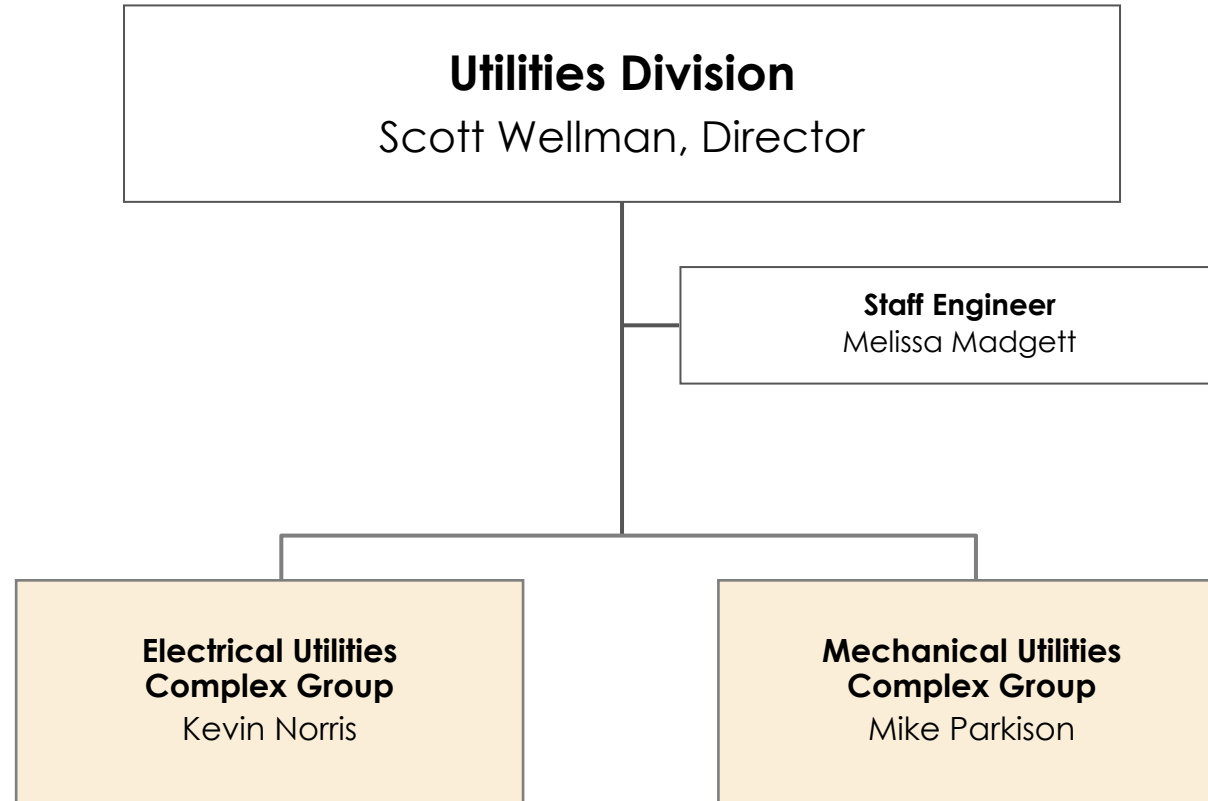 Utilities Division
Scott Wellman, Director
Staff Engineer
Melissa Madgett
Electrical Utilities
Complex Group
Kevin Norris
Mechanical Utilities
Complex Group
Mike Parkison